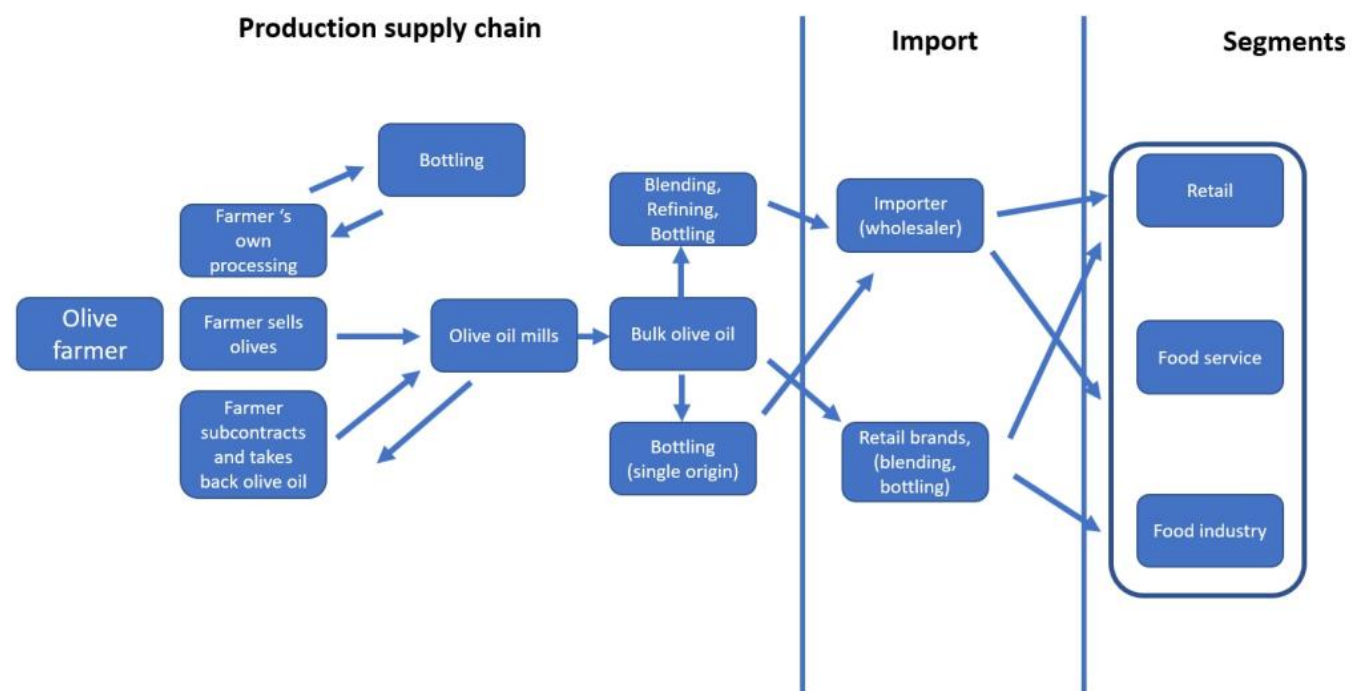 Production supply chain
Import
Segments
Bottling
Farmer ‘s
own
processing
Olive
farmer
Farmer sells
olives
Farmer
subcontracts
and takes
back olive oil
Olive oil mills
Blending,
Refining,
Bottling
Bulk olive oil
Bottling
(single origin)
Importer
(wholesaler)
Retail brands,
(blending,
bottling)
Retail
Food service
Food industry